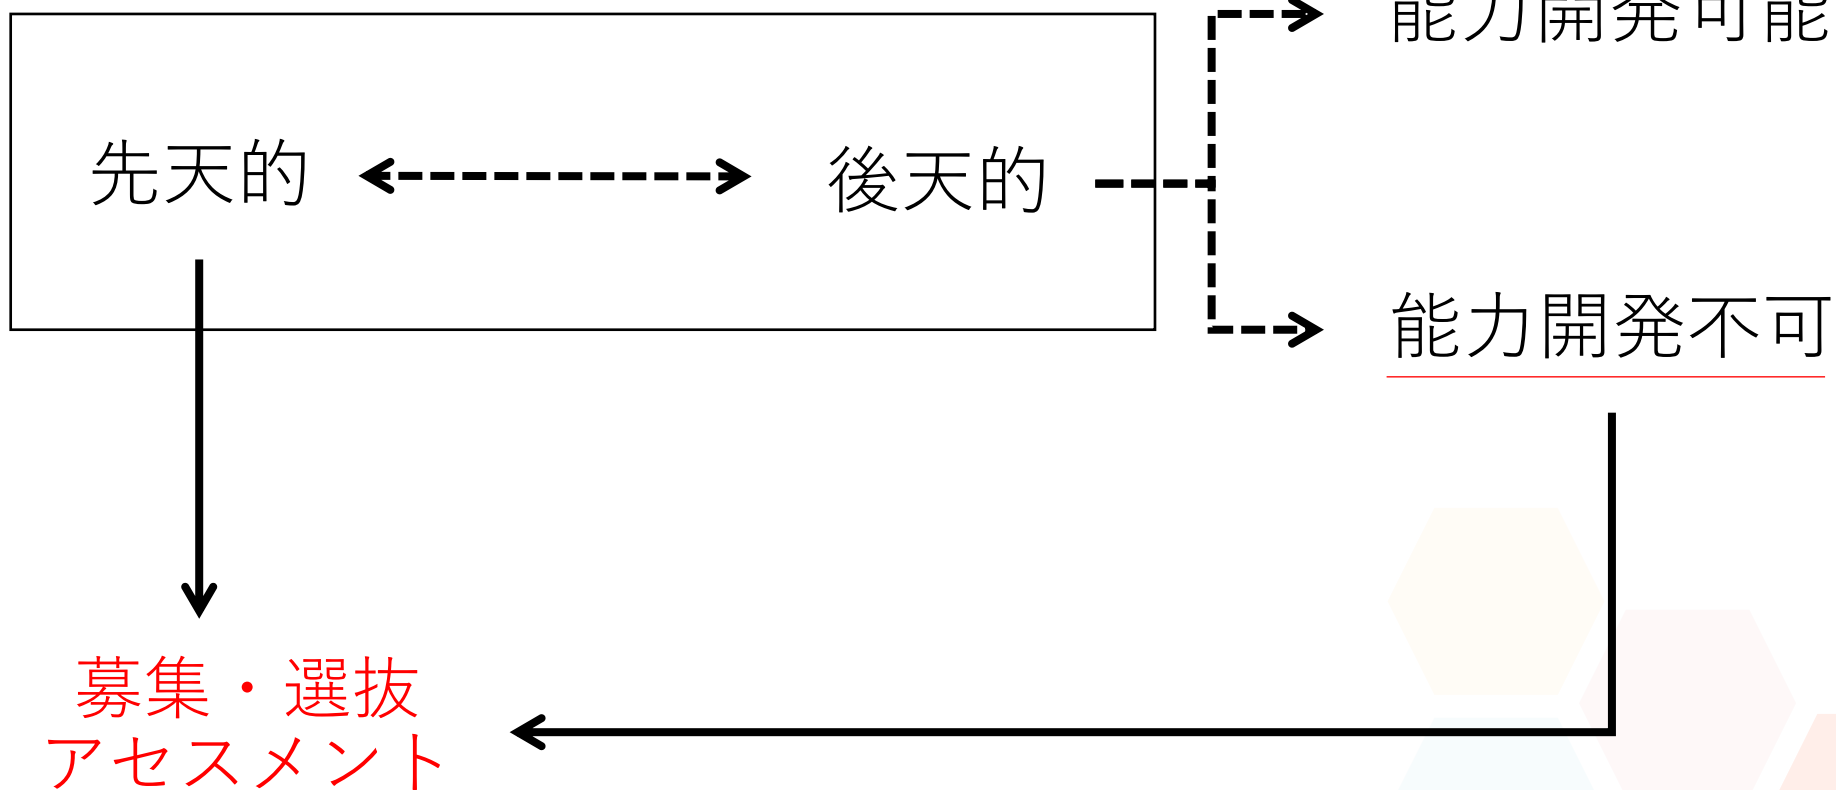 能力開発可能
先天的
後天的
能力開発不可
募集・選抜
アセスメント